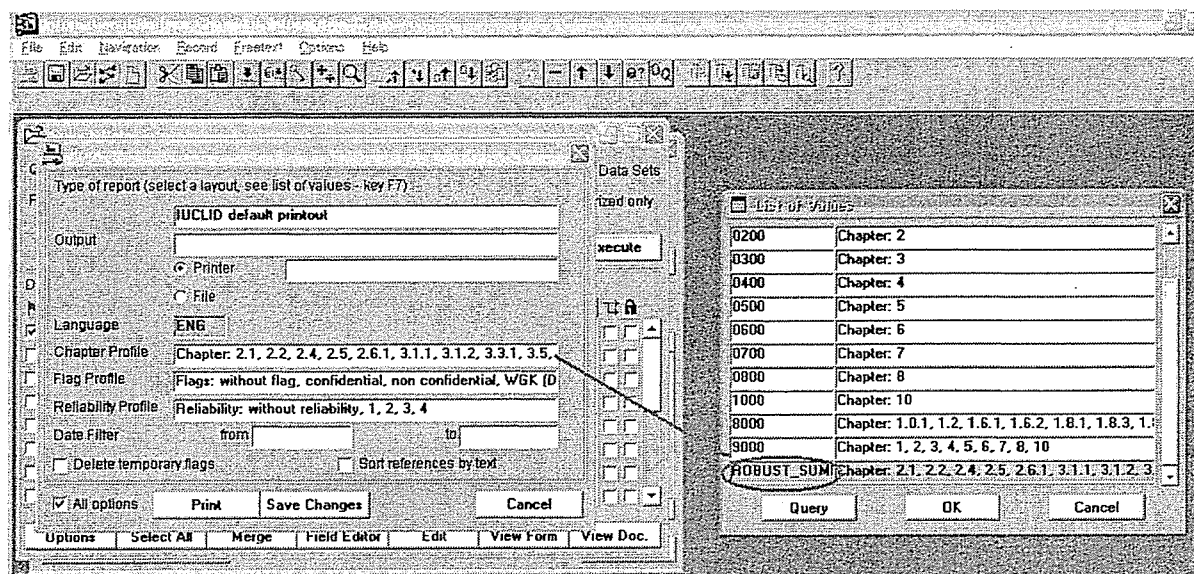 File Edit Navigation Record Freetext Options Help
Data Sets
Type of report (select a layout, see list of values - key F7)
IUCLID default printout
Output
Printer
File
Language ENG
Chapter Profile Chapter: 2.1, 2.2, 2.4, 2.5, 2.6.1, 3.1.1, 3.1.2, 3.3.1, 3.5,
Flag Profile Flags: without flag, confidential, non confidential, WGK (D
Reliability Profile Reliability: without reliability, 1, 2, 3, 4
Date Filter from to
Delete temporary flags Sort references by text
All options Print Save Changes Cancel
ized only
xecute
Options Select All Merge Field Editor Edit View Form View Doc.
List of Values
0200 Chapter: 2
0300 Chapter: 3
0400 Chapter: 4
0500 Chapter: 5
0600 Chapter: 6
0700 Chapter: 7
0800 Chapter: 8
1000 Chapter: 10
8000 Chapter: 1.0.1, 1.2, 1.6.1, 1.6.2, 1.8.1, 1.8.3, 1.
9000 Chapter: 1, 2, 3, 4, 5, 6, 7, 8, 10
ROBUST_SUM Chapter: 2.1, 2.2, 2.4, 2.5, 2.6.1, 3.1.1, 3.1.2, 3.
Query OK Cancel